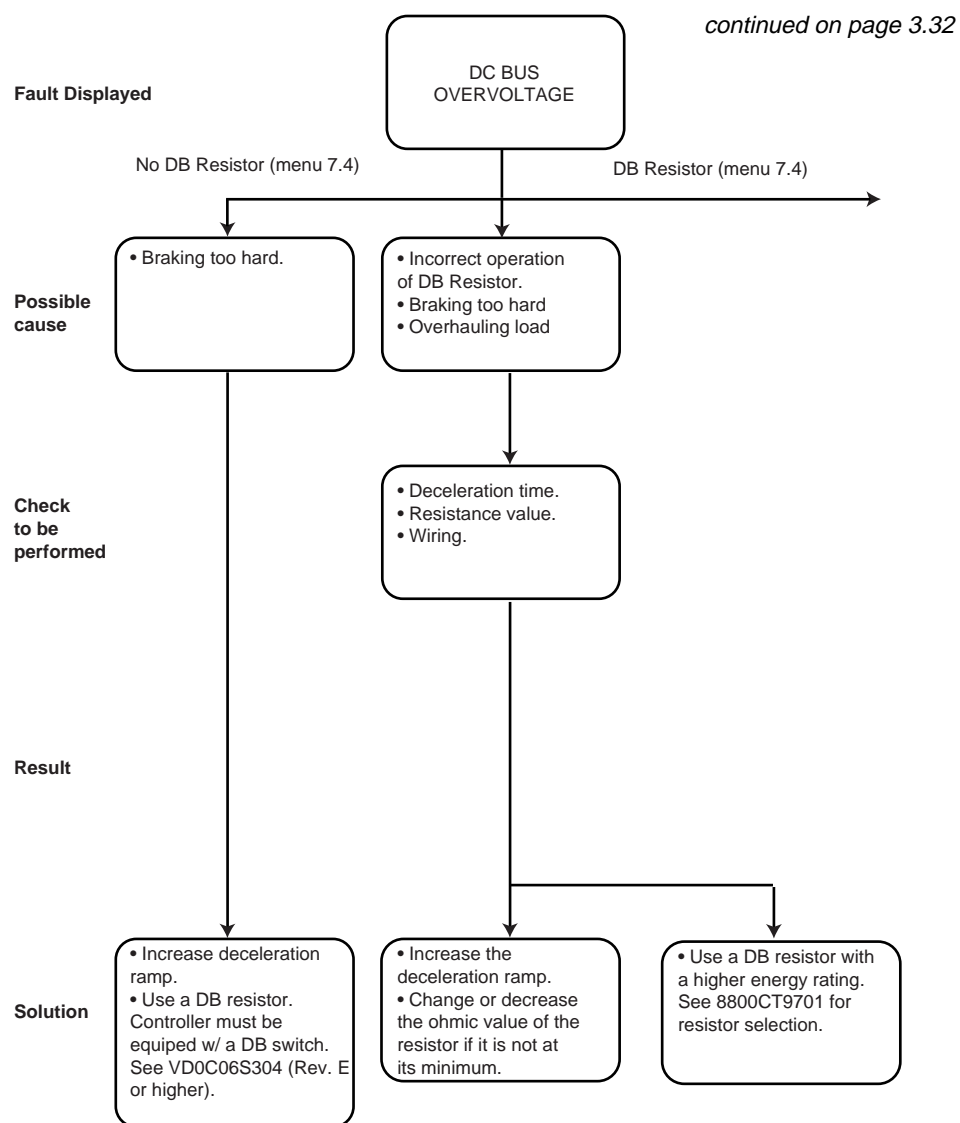 continued on page 3.32
DC BUS
OVERVOLTAGE
Fault Displayed
No DB Resistor (menu 7.4)
DB Resistor (menu 7.4)
Possible
cause
• Braking too hard.
• Incorrect operation
of DB Resistor.
• Braking too hard
• Overhauling load
Check
to be
performed
• Deceleration time.
• Resistance value.
• Wiring.
Result
Solution
• Increase deceleration
ramp.
• Use a DB resistor.
Controller must be
equiped w/ a DB switch.
See VD0C06S304 (Rev. E
or higher).
• Increase the
deceleration ramp.
• Change or decrease
the ohmic value of the
resistor if it is not at
its minimum.
• Use a DB resistor with
a higher energy rating.
See 8800CT9701 for
resistor selection.